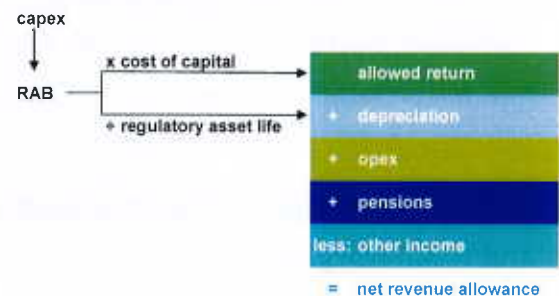 capex
x cost of capital
allowed return
RAB
÷ regulatory asset life
+ depreciation
+ opex
+ pensions
less: other income
= net revenue allowance